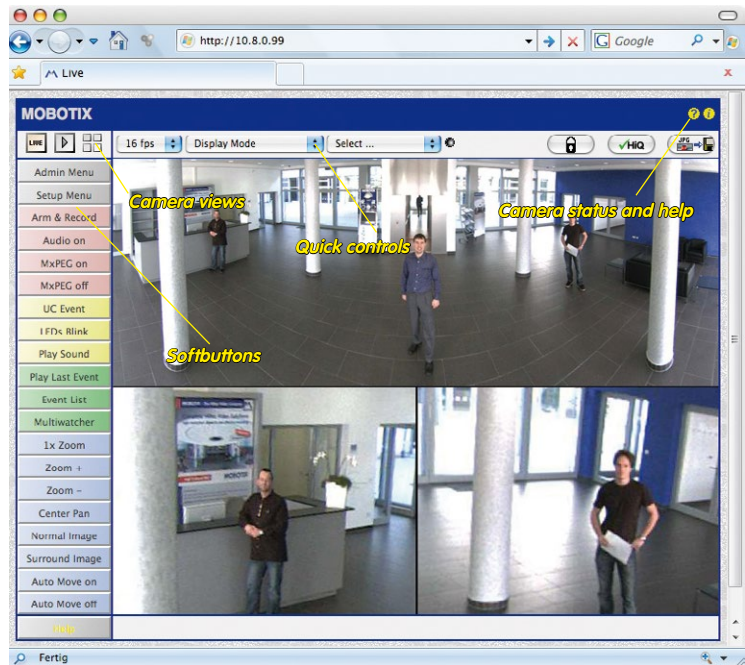 http://10.8.0.99
Google
Live
x
MOBOTIX
? i
LIVE
16 fps
Display Mode
Select ...
HiQ
JPG
Admin Menu
Setup Menu
Arm & Record
Audio on
MxPEG on
MxPEG off
UC Event
LEDs Blink
Play Sound
Play Last Event
Event List
Multiwatcher
1x Zoom
Zoom +
Zoom -
Center Pan
Normal Image
Surround Image
Auto Move on
Auto Move off
Help
Camera views
Quick controls
Camera status and help
Softbuttons
MOBOTIX
Fertig